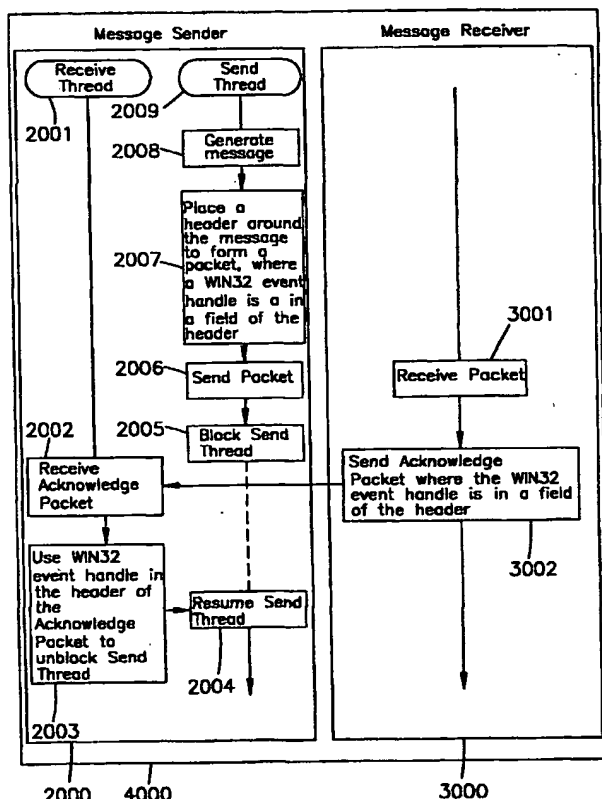 Message Sender
Message Receiver
Receive
Thread
Send
Thread
2001
2009
2008
Generate
message
Place a
header around
the message
to form a
packet, where
a WIN32 event
handle is a in
a field of the
header
2007
3001
2006
Send Packet
Receive Packet
2002
2005
Block Send
Thread
Receive
Acknowledge
Packet
Send Acknowledge
Packet where the WIN32
event handle is in a field
of the header
3002
Use WIN32
event handle in
the header of
the
Acknowledge
Packet to
unblock Send
Thread
Resume Send
Thread
2004
2003
2000
4000
3000